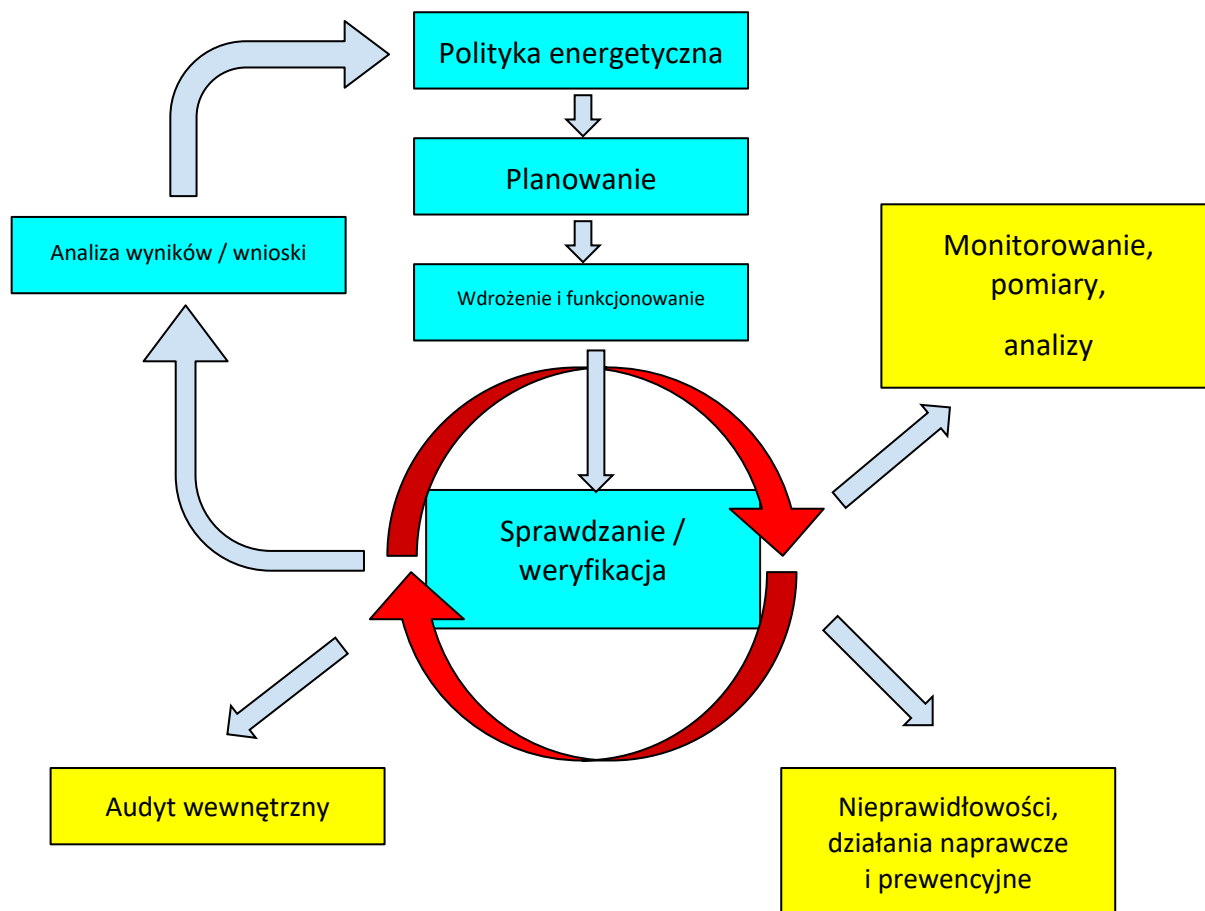 Polityka energetyczna
Planowanie
Analiza wyników / wnioski
Wdrożenie i funkcjonowanie
Monitorowanie,
pomiary,
analizy
Sprawdzanie /
weryfikacja
Audyt wewnętrzny
Nieprawidłowości,
działania naprawcze
i prewencyjne